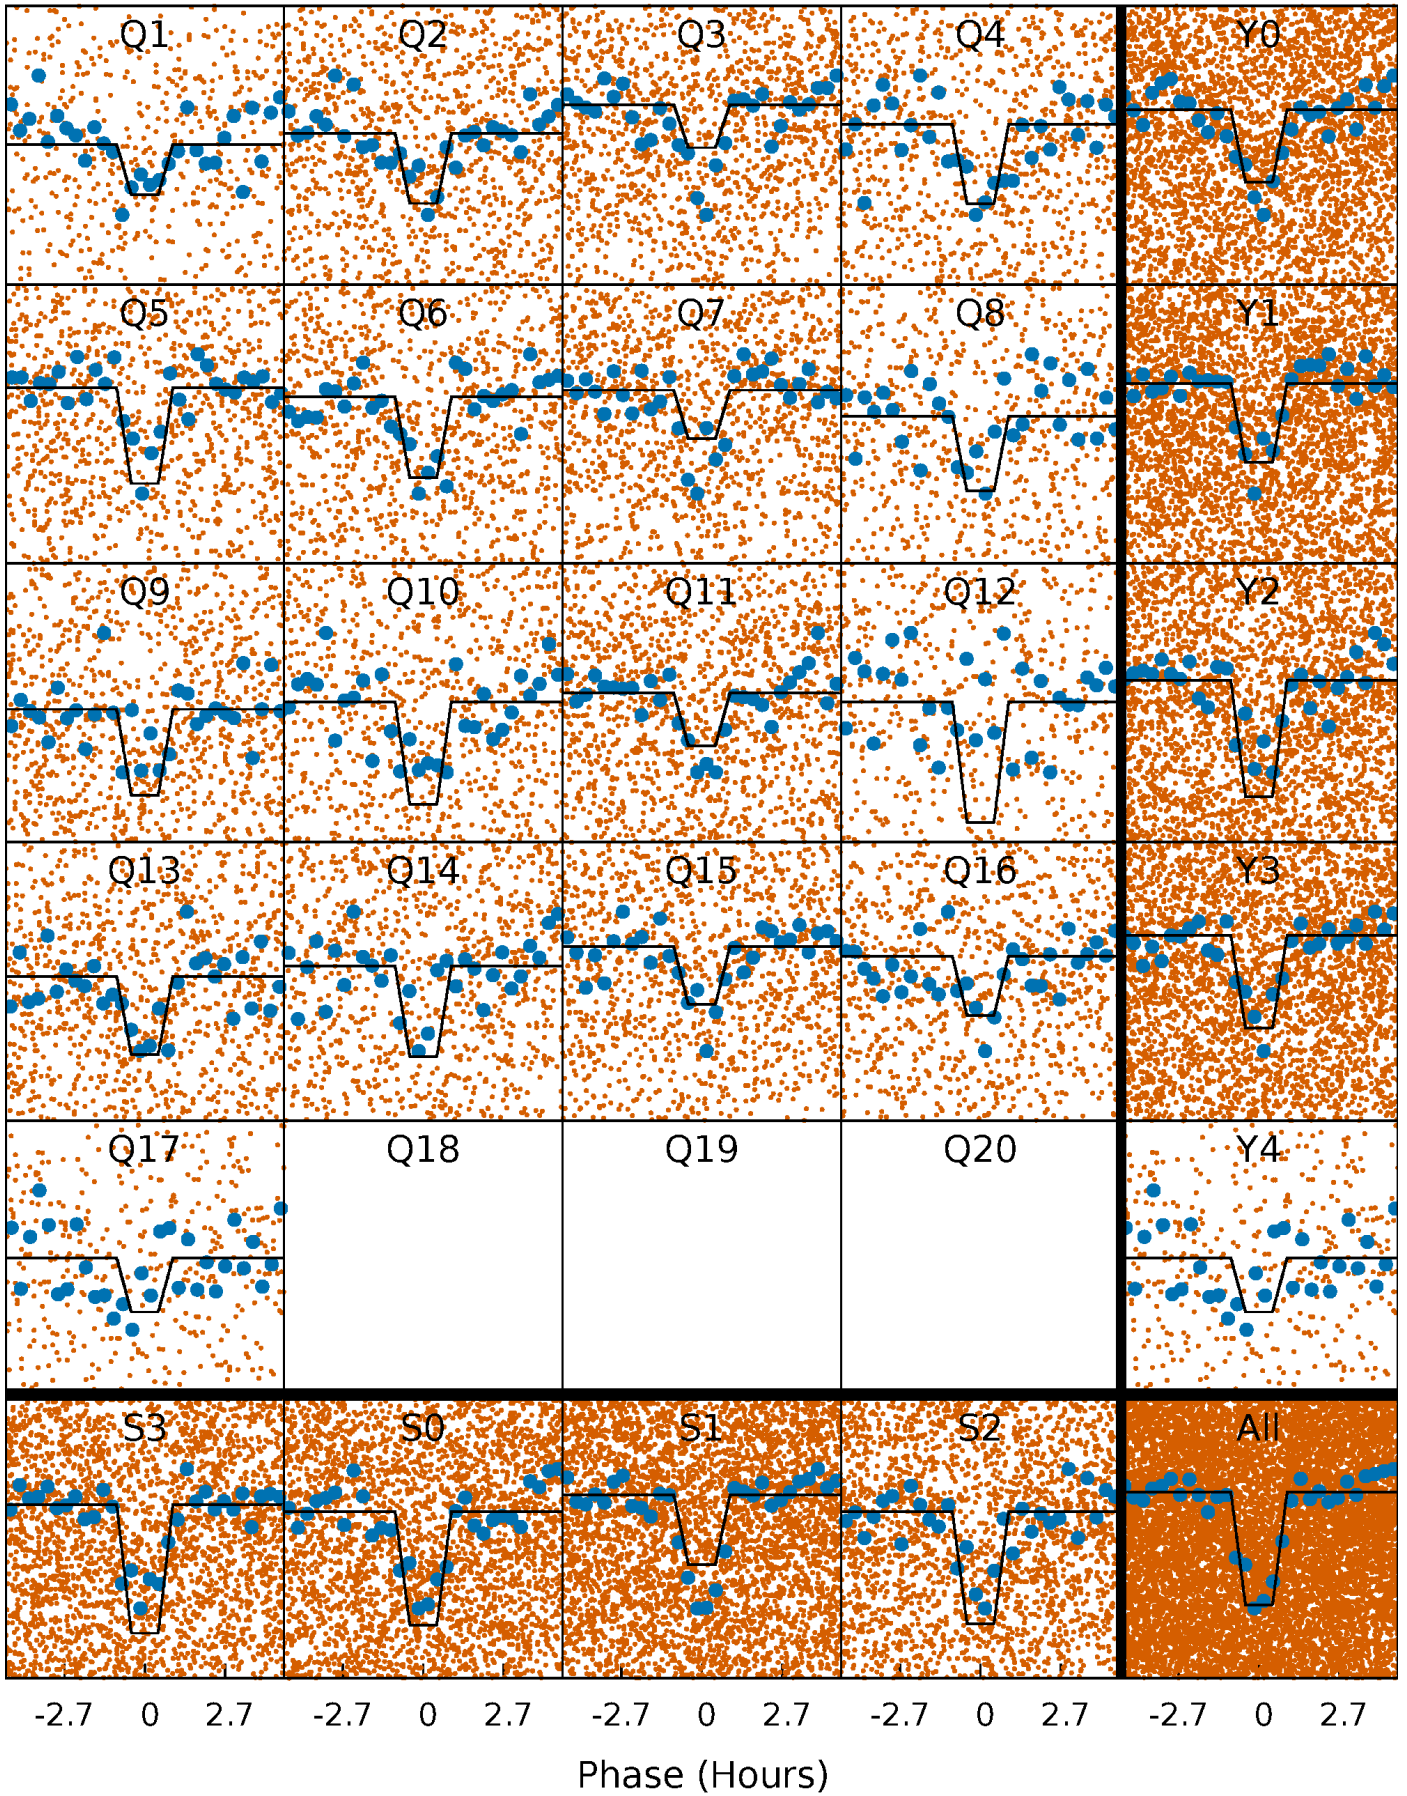 Q1 Q2 Q3 Q4 Y0
Q5 Q6 Q7 Q8 Y1
Q9 Q10 Q11 Q12 Y2
Q13 Q14 Q15 Q16 Y3
Q17 Q18 Q19 Q20 Y4
S3 S0 S1 S2 All
-2.7 0 2.7 -2.7 0 2.7 -2.7 0 2.7 -2.7 0 2.7 -2.7 0 2.7
Phase (Hours)